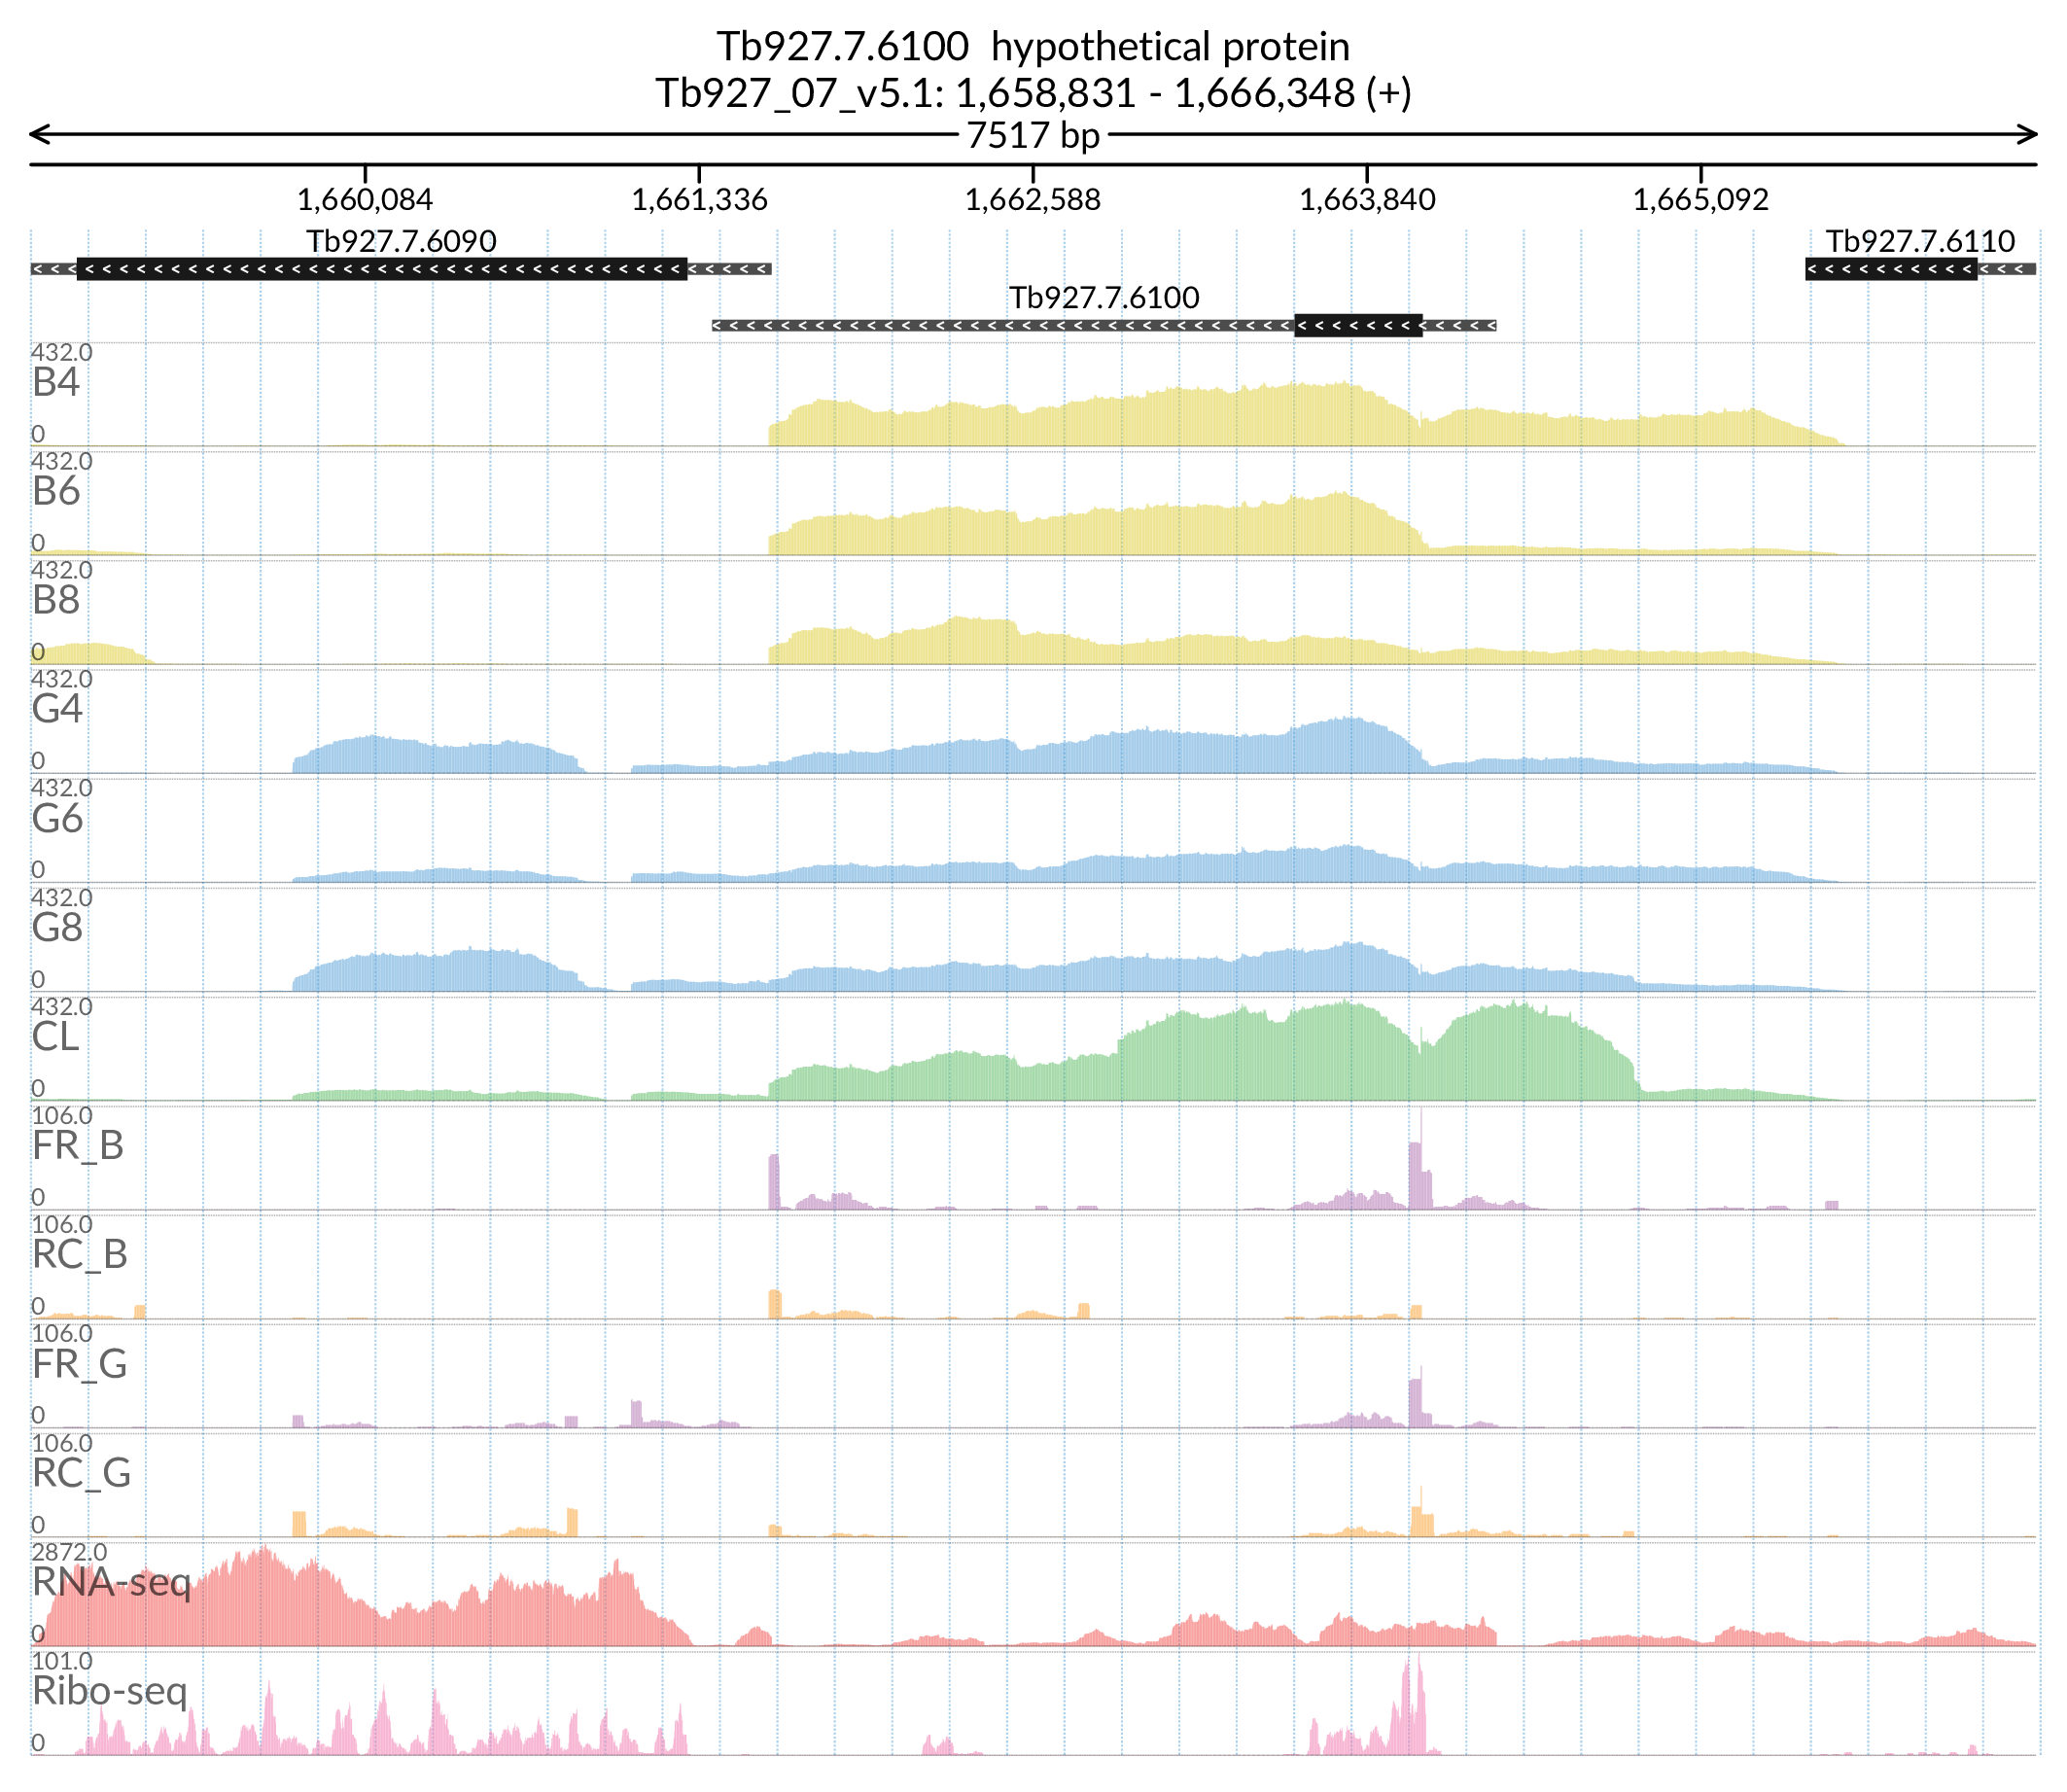 Tb927.7.6100 hypothetical protein
Tb927_07_v5.1: 1,658,831 - 1,666,348 (+)
7517 bp
1,660,084 1,661,336 1,662,588 1,663,840 1,665,092
Tb927.7.6090 Tb927.7.6110
Tb927.7.6100
432.0
B4
0
432.0
B6
0
432.0
B8
0
432.0
G4
0
432.0
G6
0
432.0
G8
0
432.0
CL
0
106.0
FR_B
0
106.0
RC_B
0
106.0
FR_G
0
106.0
RC_G
0
2872.0
RNA-seq
0
101.0
Ribo-seq
0